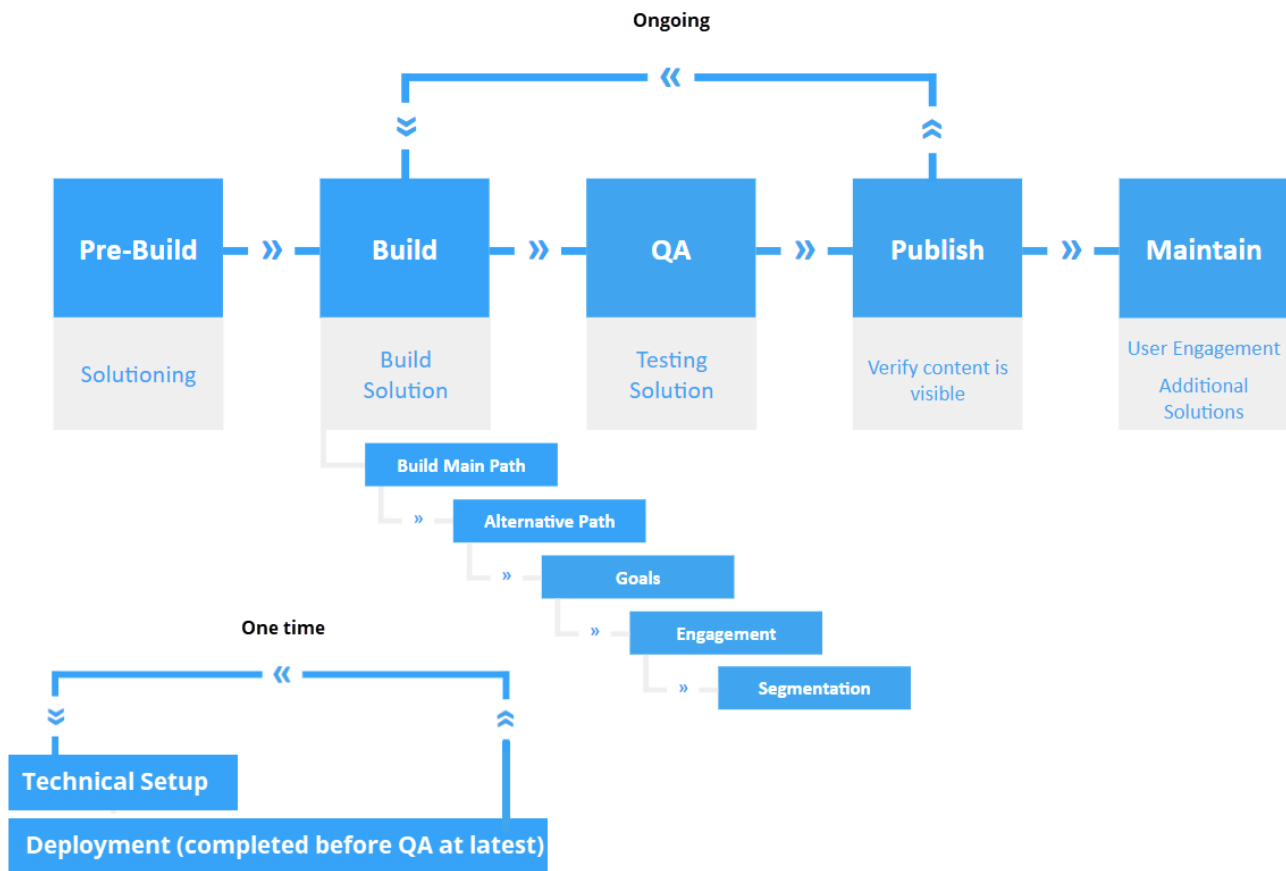 Ongoing
Pre-Build
Build
QA
Publish
Maintain
Solutioning
Build
Solution
Testing
Solution
Verify content is
visible
User Engagement
Additional
Solutions
Build Main Path
Alternative Path
Goals
Engagement
Segmentation
One time
Technical Setup
Deployment (completed before QA at latest)